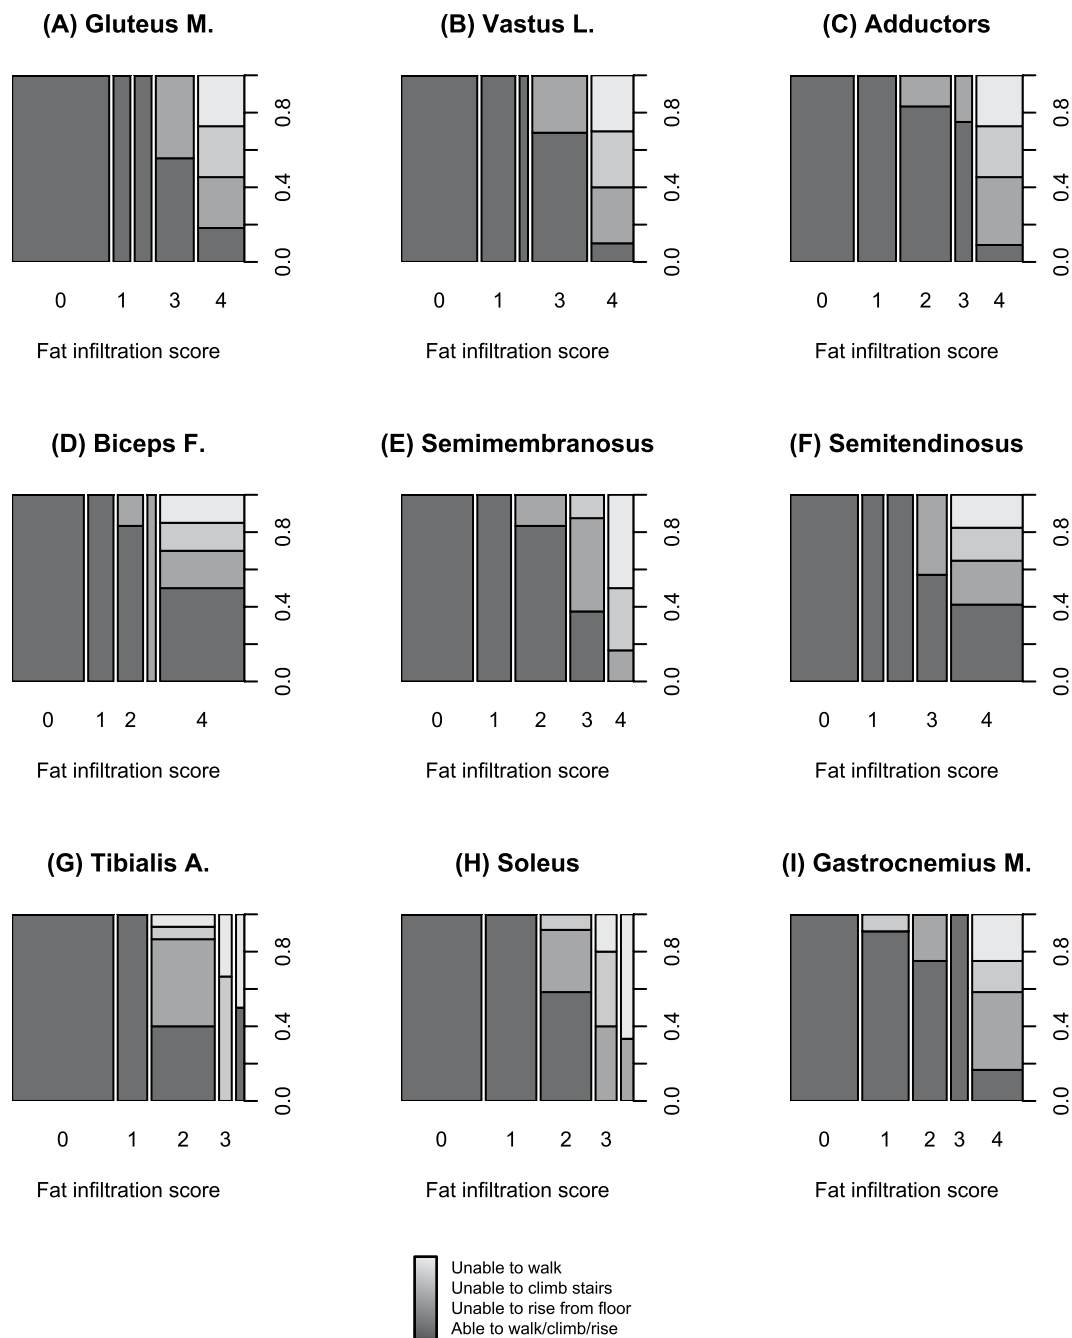 (A) Gluteus M.
(B) Vastus L.
(C) Adductors
0.0 0.4 0.8
0.0 0.4 0.8
0.0 0.4 0.8
0 1 3 4
0 1 3 4
0 1 2 3 4
Fat infiltration score
Fat infiltration score
Fat infiltration score
(D) Biceps F.
(E) Semimembranosus
(F) Semitendinosus
0.0 0.4 0.8
0.0 0.4 0.8
0.0 0.4 0.8
0 1 2 4
0 1 2 3 4
0 1 3 4
Fat infiltration score
Fat infiltration score
Fat infiltration score
(G) Tibialis A.
(H) Soleus
(I) Gastrocnemius M.
0.0 0.4 0.8
0.0 0.4 0.8
0.0 0.4 0.8
0 1 2 3
0 1 2 3
0 1 2 3 4
Fat infiltration score
Fat infiltration score
Fat infiltration score
Unable to walk
Unable to climb stairs
Unable to rise from floor
Able to walk/climb/rise